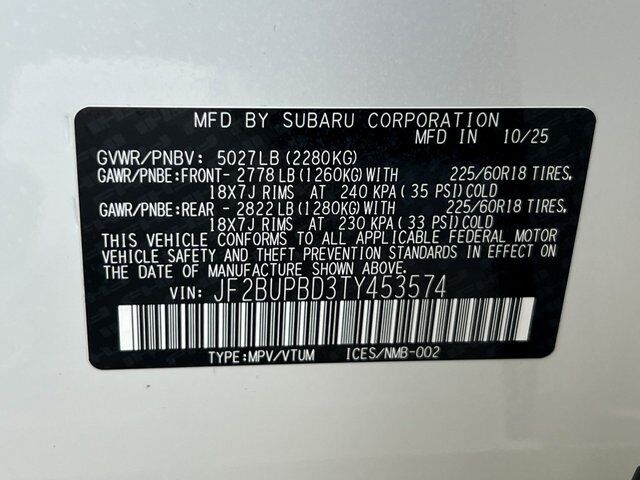 MFD BY SUBARU CORPORATION
MFD IN 10/25
GVWR/PNBV: 5027LB (2280KG)
GAWR/PNBE:FRONT- 2778 LB (1260KG)WITH 225/60R18 TIRES,
18X7J RIMS AT 240 KPA( 35 PSI)COLD
GAWR/PNBE:REAR - 2822 LB (1280KG)WITH 225/60R18 TIRES,
18X7J RIMS AT 230 KPA( 33 PSI)COLD
THIS VEHICLE CONFORMS TO ALL APPLICABLE FEDERAL MOTOR
VEHICLE SAFETY AND THEFT PREVENTION STANDARDS IN EFFECT
ON THE DATE OF MANUFACTURE SHOWN ABOVE.
VIN: JF2BUPBD3TY453574
TYPE:MPV/VTUM ICES/NMB-002